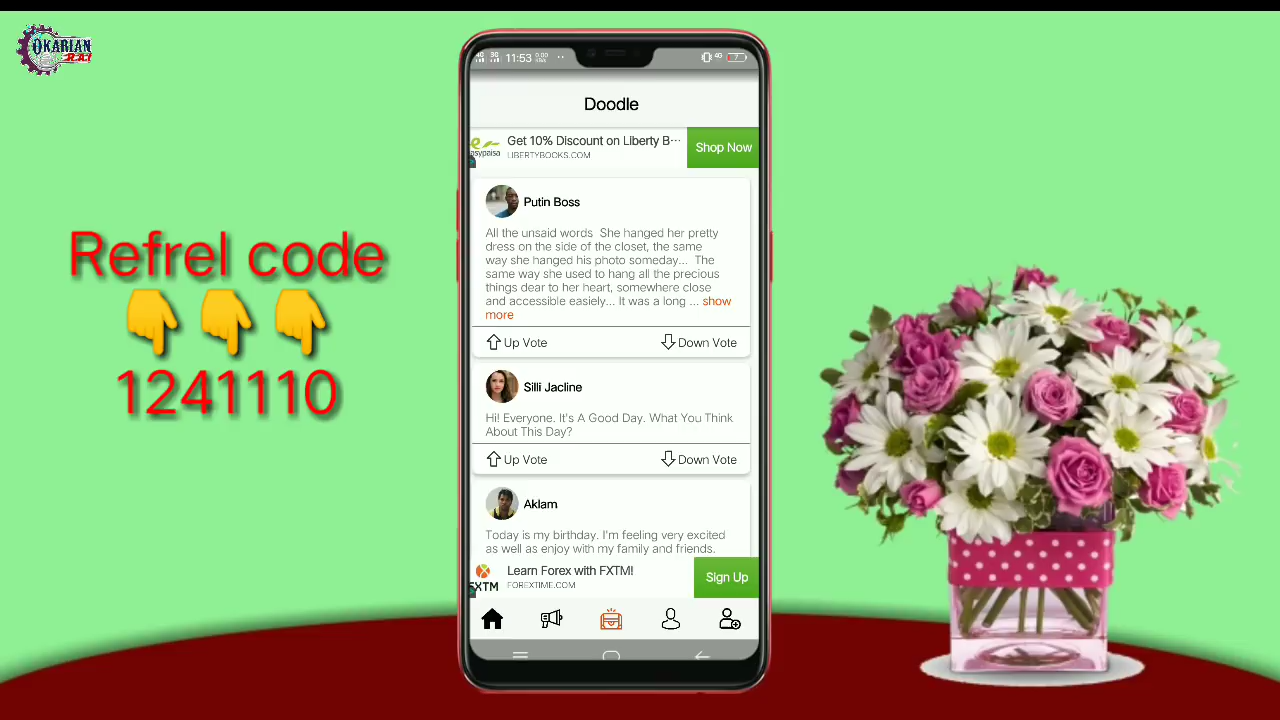 OKARIAN
RAI
Refrel code
👇👇👇
1241110
11:53
Doodle
Get 10% Discount on Liberty B···
LIBERTYBOOKS.COM
Shop Now
Putin Boss
All the unsaid words She hanged her pretty
dress on the side of the closet, the same
way she hanged his photo someday... The
same way she used to hang all the precious
things dear to her heart, somewhere close
and accessible easiely... It was a long ... show
more
Up Vote
Down Vote
Silli Jacline
Hi! Everyone. It's A Good Day. What You Think
About This Day?
Up Vote
Down Vote
Aklam
Today is my birthday. I'm feeling very excited
as well as enjoy with my family and friends.
Learn Forex with FXTM!
FOREXTIME.COM
Sign Up